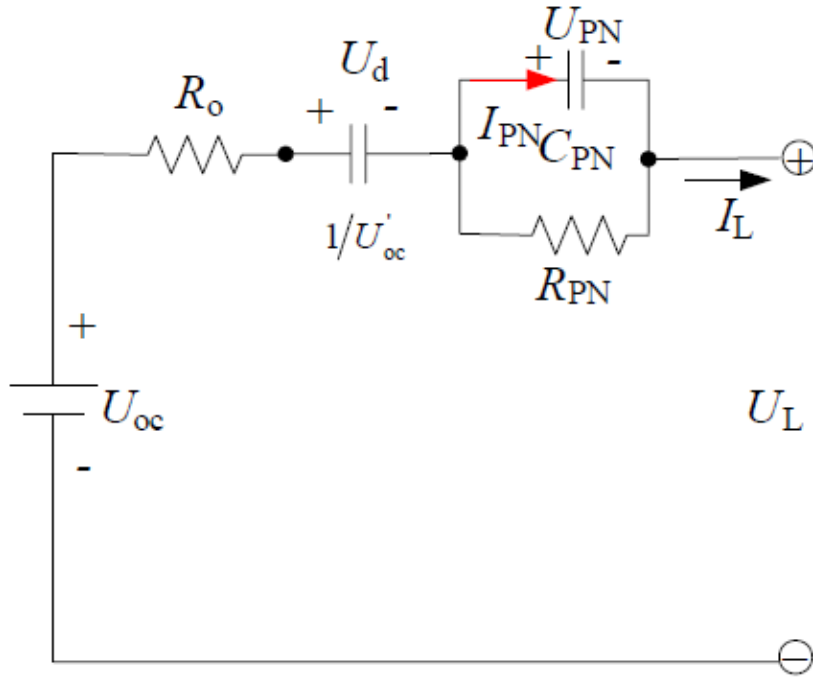 U_PN
+ -
U_d
+ -
R_o
I_PN C_PN
+
I_L
1/U'_oc
R_PN
+
U_oc
U_L
-
−